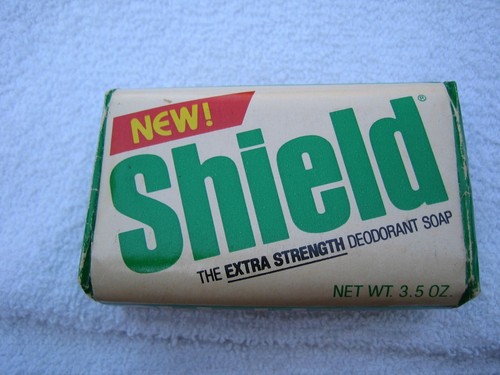 NEW!
Shield®
THE EXTRA STRENGTH DEODORANT SOAP
NET WT. 3.5 OZ.